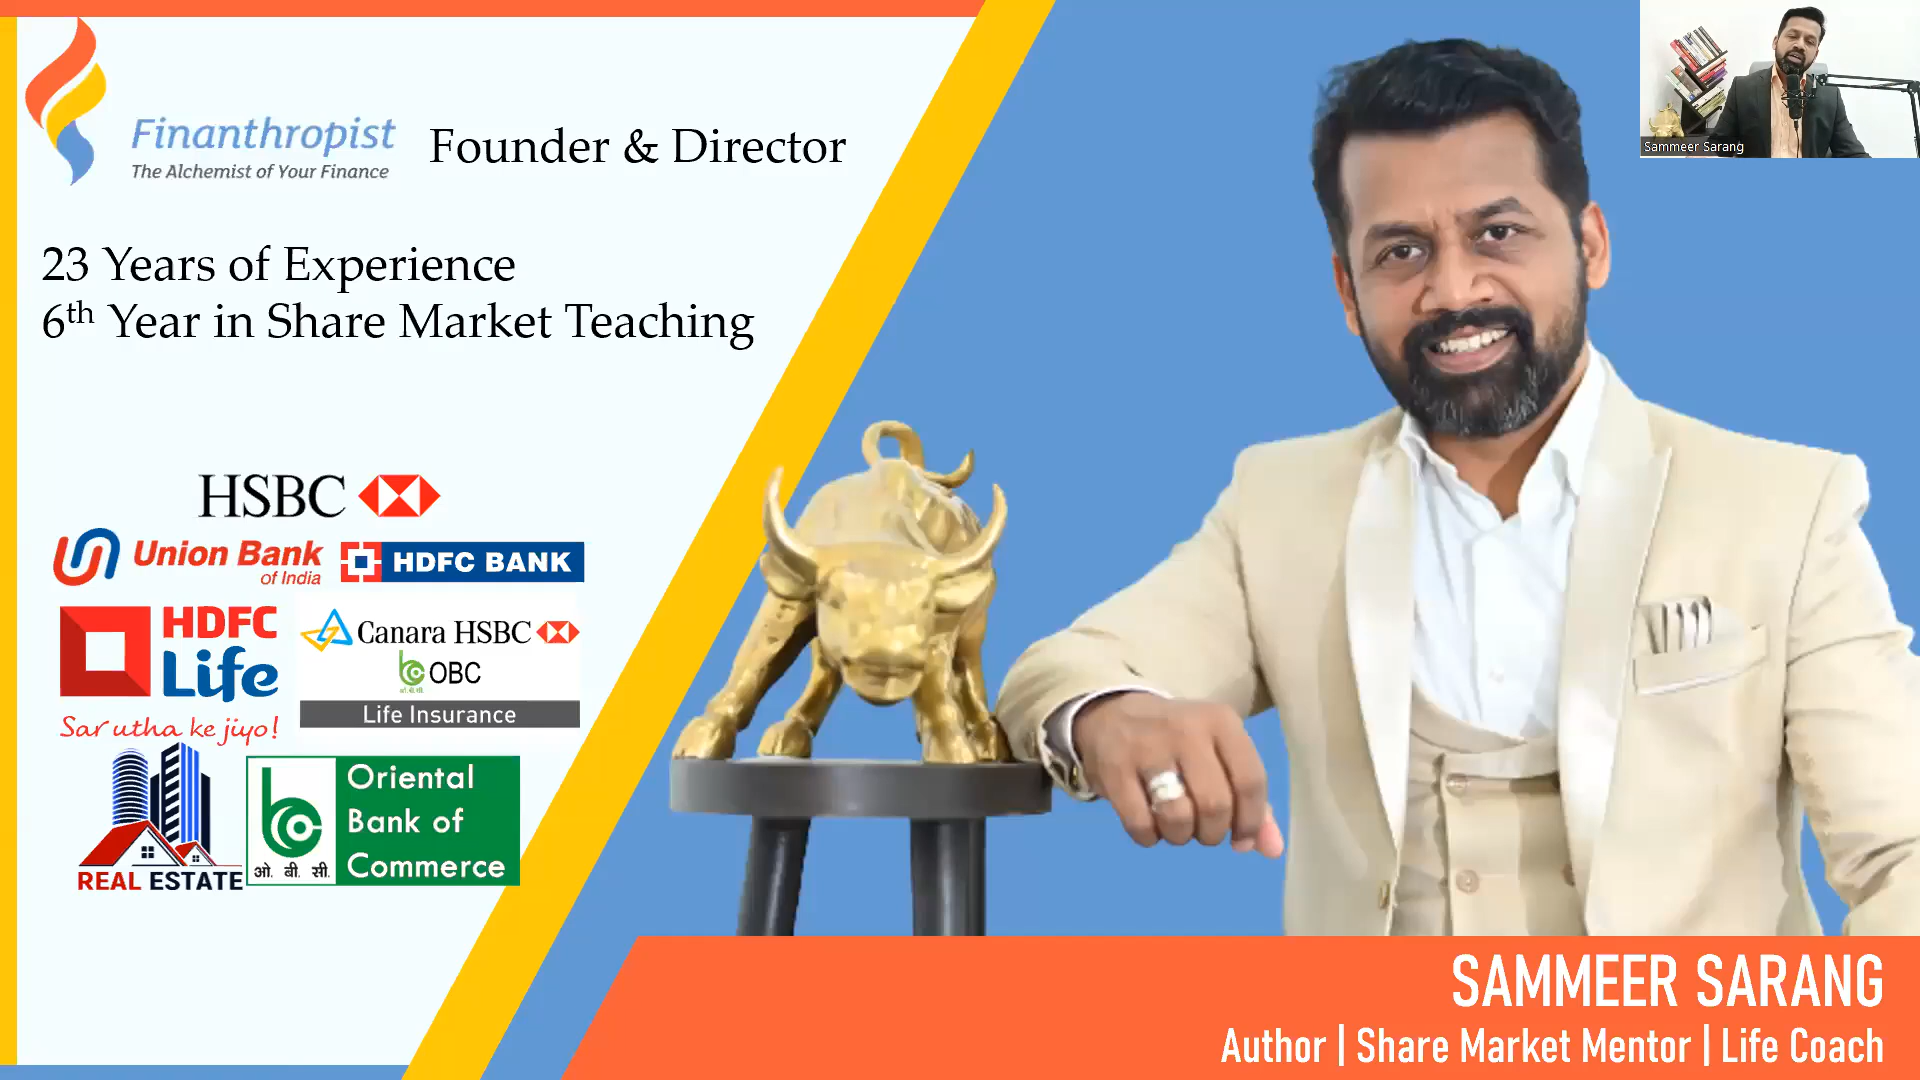 Finanthropist
The Alchemist of Your Finance
Founder & Director
Sammeer Sarang
23 Years of Experience
6th Year in Share Market Teaching
HSBC
Union Bank
of India
HDFC BANK
HDFC
Life
Sar utha ke jiyo!
Canara HSBC
OBC
ओ. बी. सी.
Life Insurance
REAL ESTATE
ओ. बी. सी.
Oriental
Bank of
Commerce
SAMMEER SARANG
Author | Share Market Mentor | Life Coach